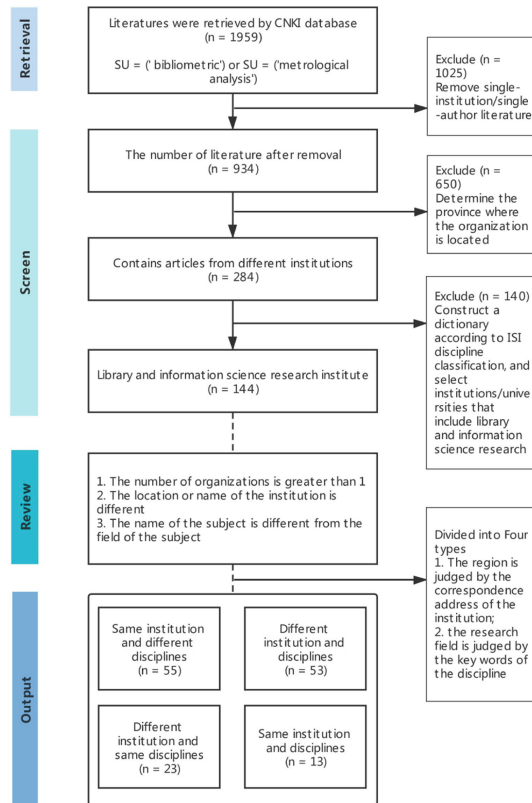 Retrieval
Literatures were retrieved by CNKI database
(n = 1959)
SU = (' bibliometric') or SU = ('metrological
analysis')
Exclude (n =
1025)
Remove single-
institution/single
-author literature
Screen
The number of literature after removal
(n = 934)
Exclude (n =
650)
Determine the
province where
the organization
is located
Contains articles from different institutions
(n = 284)
Exclude (n = 140)
Construct a
dictionary
according to ISI
discipline
classification, and
select
institutions/unive
rsities that
include library
and information
science research
Library and information science research institute
(n = 144)
Review
1. The number of organizations is greater than 1
2. The location or name of the institution is
different
3. The name of the subject is different from the
field of the subject
Divided into Four
types
1. The region is
judged by the
correspondence
address of the
institution;
2. the research
field is judged by
the key words of
the discipline
Output
Same institution
and different
disciplines
(n = 55)
Different
institution and
disciplines
(n = 53)
Different
institution and
same disciplines
(n = 23)
Same institution
and disciplines
(n = 13)